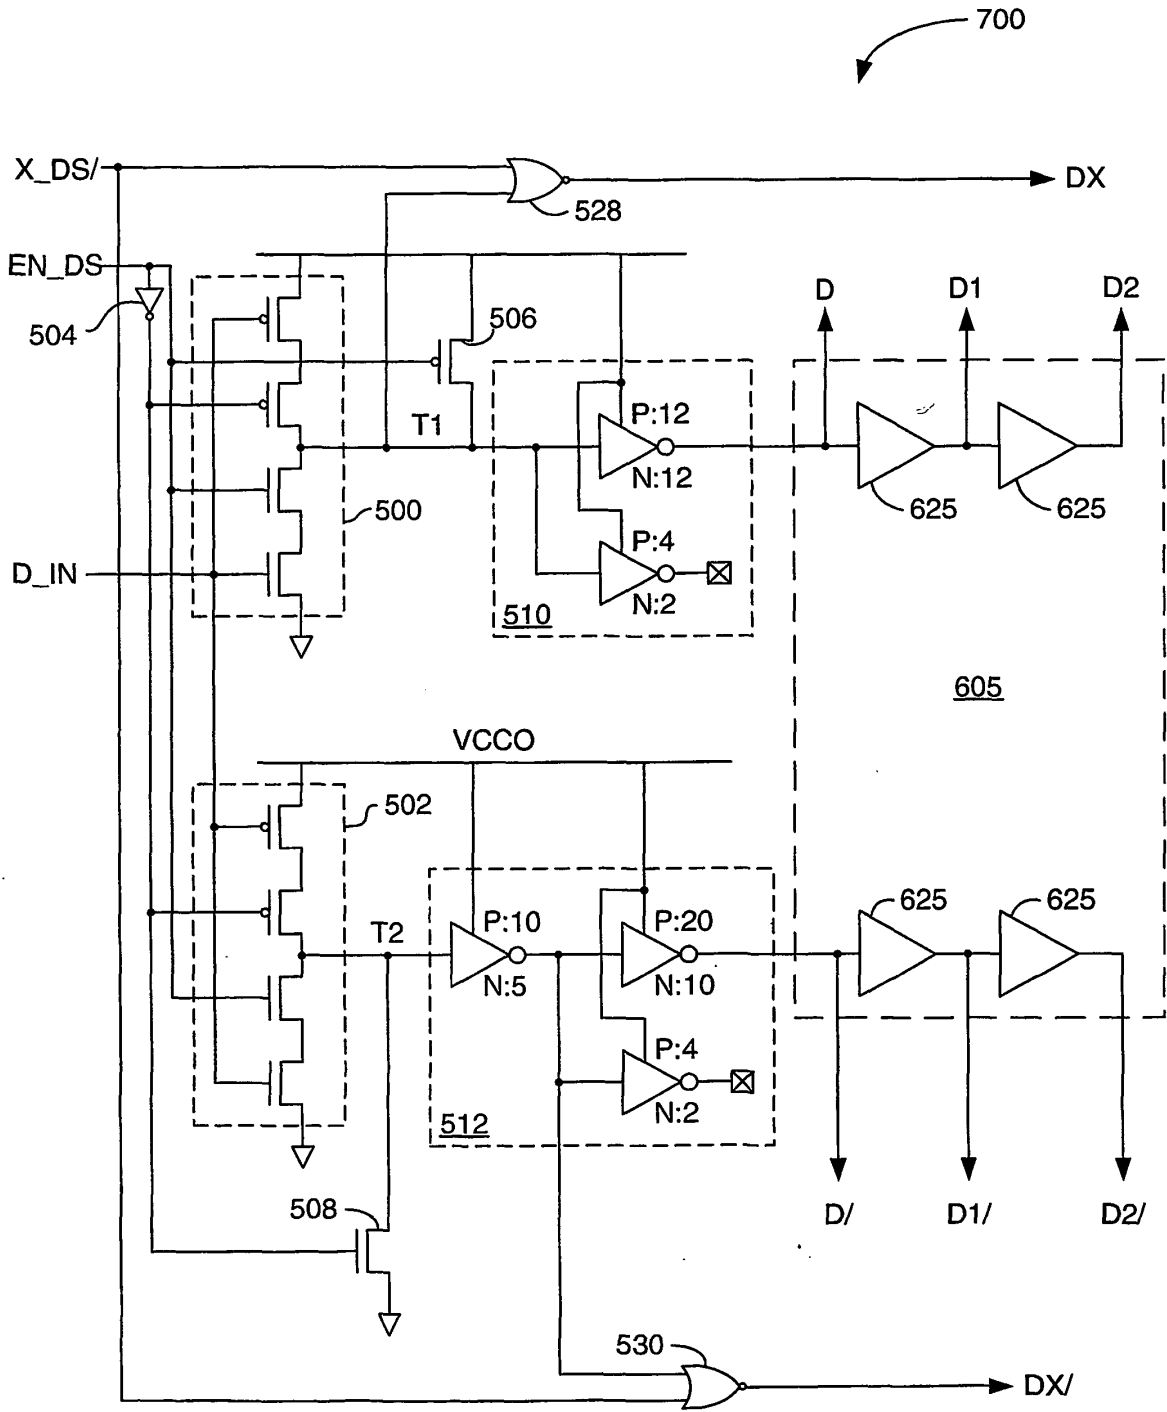 700
X_DS/
DX
528
EN_DS
504
506
D
D1
D2
P:12
T1
N:12
625
625
500
P:4
D_IN
N:2
510
605
VCCO
502
625
625
P:10
P:20
T2
N:5
N:10
P:4
N:2
512
508
D/
D1/
D2/
530
DX/